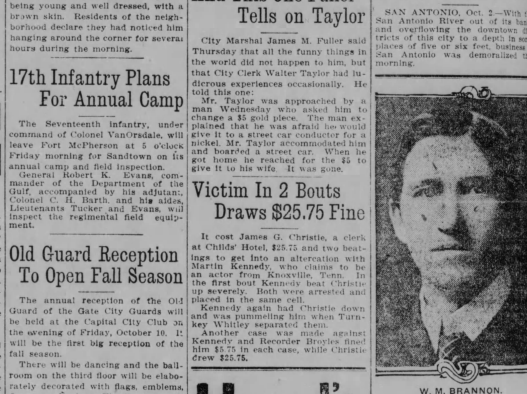 being young and well dressed, with a
brown skin. Residents of the neigh-
borhood declare they had noticed him
hanging around the corner for several
hours during the morning.
17th Infantry Plans
For Annual Camp
The Seventeenth infantry, under
command of Colonel VanOrsdale, will
leave Fort McPherson at 5 o'clock
Friday morning for Sandtown on its
annual camp and field inspection.
General Robert K. Evans, com-
mander of the Department of the
Gulf, accompanied by his adjutant,
Colonel C. H. Barth, and his aides,
Lieutenants Tucker and Evans, will
inspect the regimental field equip-
ment.
Old Guard Reception
To Open Fall Season
The annual reception of the Old
Guard of the Gate City Guards will
be held at the Capital City Club on
the evening of Friday, October 10. It
will be the first big reception of the
fall season.
There will be dancing and the ball-
room on the third floor will be elabo-
rately decorated with flags, emblems,
Tells on Taylor
City Marshal James M. Fuller said
Thursday that all the funny things in
the world did not happen to him, but
that City Clerk Walter Taylor had lu-
dicrous experiences occasionally. He
told this one:
Mr. Taylor was approached by a
man Wednesday who asked him to
change a $5 gold piece. The man ex-
plained that he was afraid he would
give it to a street car conductor for a
nickel. Mr. Taylor accommodated him
and boarded a street car. When he
got home he reached for the $5 to
give it to his wife. It was gone.
Victim In 2 Bouts
Draws $25.75 Fine
It cost James G. Christie, a clerk
at Childs' Hotel, $25.75 and two beat-
ings to get into an altercation with
Martin Kennedy, who claims to be
an actor from Knoxville, Tenn. In
the first bout Kennedy beat Christie
up severely. Both were arrested and
placed in the same cell.
Kennedy again had Christie down
and was pummeling him when Turn-
key Whitley separated them.
Another case was made against
Kennedy and Recorder Broyles fined
him $5.75 in each case, while Christie
drew $25.75.
SAN ANTONIO, Oct. 2.—With
San Antonio River out of its
and overflowing the downtown
tricts of this city to a depth in
places of five or six feet, business
San Antonio was demoralized
morning.
W. M. BRANNON.